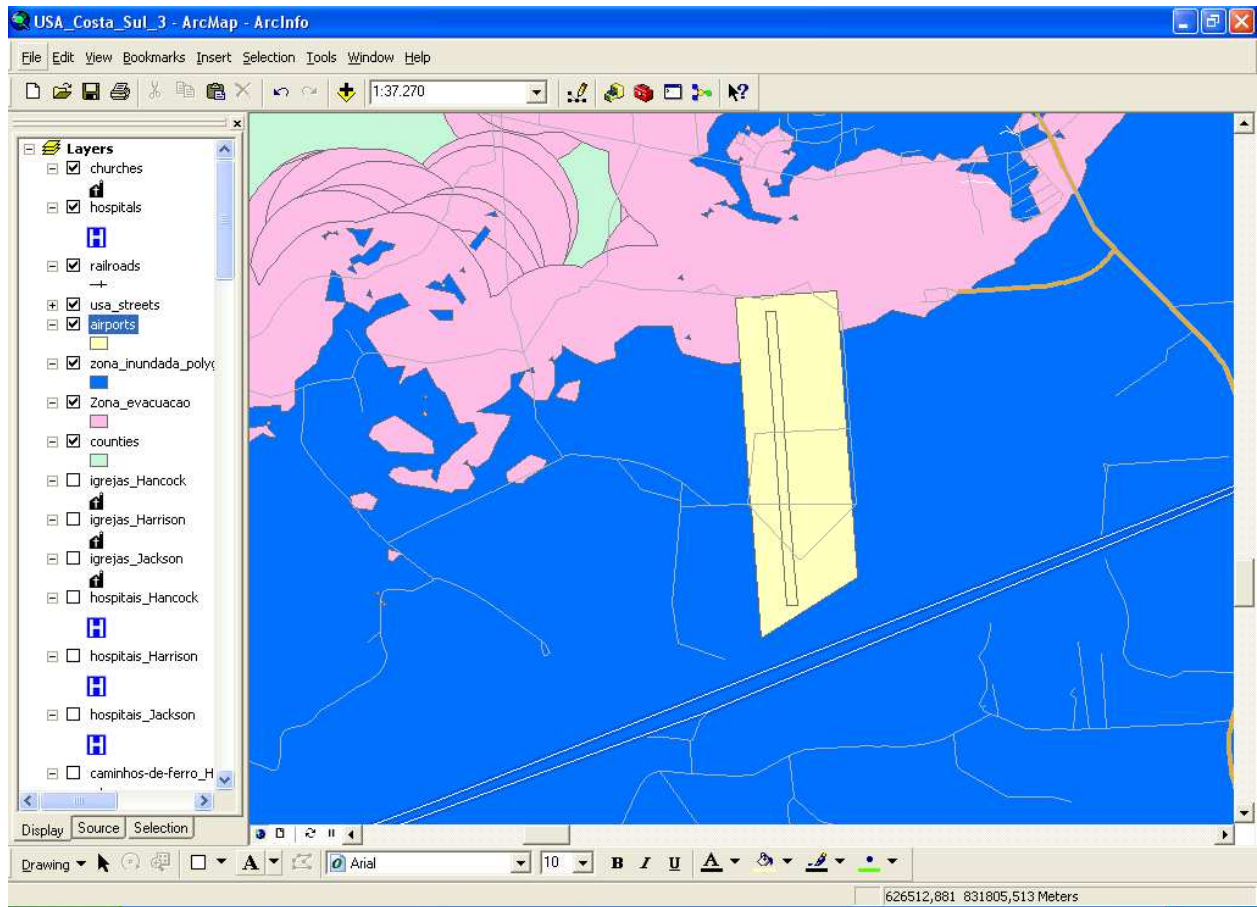 USA_Costa_Sul_3 - ArcMap - ArcInfo
File Edit View Bookmarks Insert Selection Tools Window Help
1:37.270
Layers
churches
hospitals
H
railroads
usa_streets
airports
zona_inundada_polyg
Zona_evacuacao
counties
igrejas_Hancock
igrejas_Harrison
igrejas_Jackson
hospitais_Hancock
H
hospitais_Harrison
H
hospitais_Jackson
H
caminhos-de-ferro_H
Display Source Selection
Drawing A Arial 10 B I U A
626512,881 831805,513 Meters